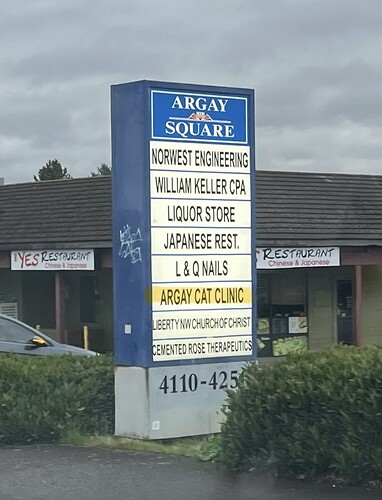 ARGAY
SQUARE
NORWEST ENGINEERING
WILLIAM KELLER CPA
LIQUOR STORE
JAPANESE REST.
L & Q NAILS
ARGAY CAT CLINIC
LIBERTY NW CHURCH OF CHRIST
CEMENTED ROSE THERAPEUTICS
4110-425
YES RESTAURANT
Chinese & Japanese
RESTAURANT
Chinese & Japanese